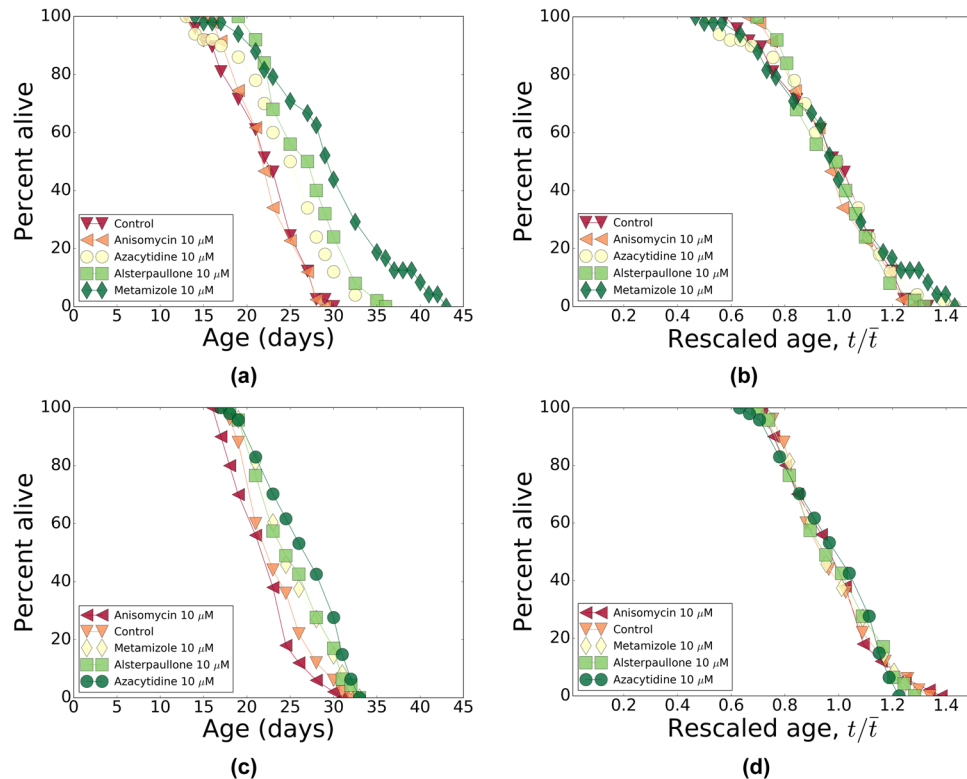 Percent alive
100
80
60
40
20
0
Control
Anisomycin 10 μM
Azacytidine 10 μM
Alsterpaullone 10 μM
Metamizole 10 μM
0 5 10 15 20 25 30 35 40 45
Age (days)
(a)
Percent alive
100
80
60
40
20
0
Control
Anisomycin 10 μM
Azacytidine 10 μM
Alsterpaullone 10 μM
Metamizole 10 μM
0.2 0.4 0.6 0.8 1.0 1.2 1.4
Rescaled age, t/t̄
(b)
Percent alive
100
80
60
40
20
0
Anisomycin 10 μM
Control
Metamizole 10 μM
Alsterpaullone 10 μM
Azacytidine 10 μM
0 5 10 15 20 25 30 35 40 45
Age (days)
(c)
Percent alive
100
80
60
40
20
0
Anisomycin 10 μM
Control
Metamizole 10 μM
Alsterpaullone 10 μM
Azacytidine 10 μM
0.2 0.4 0.6 0.8 1.0 1.2 1.4
Rescaled age, t/t̄
(d)